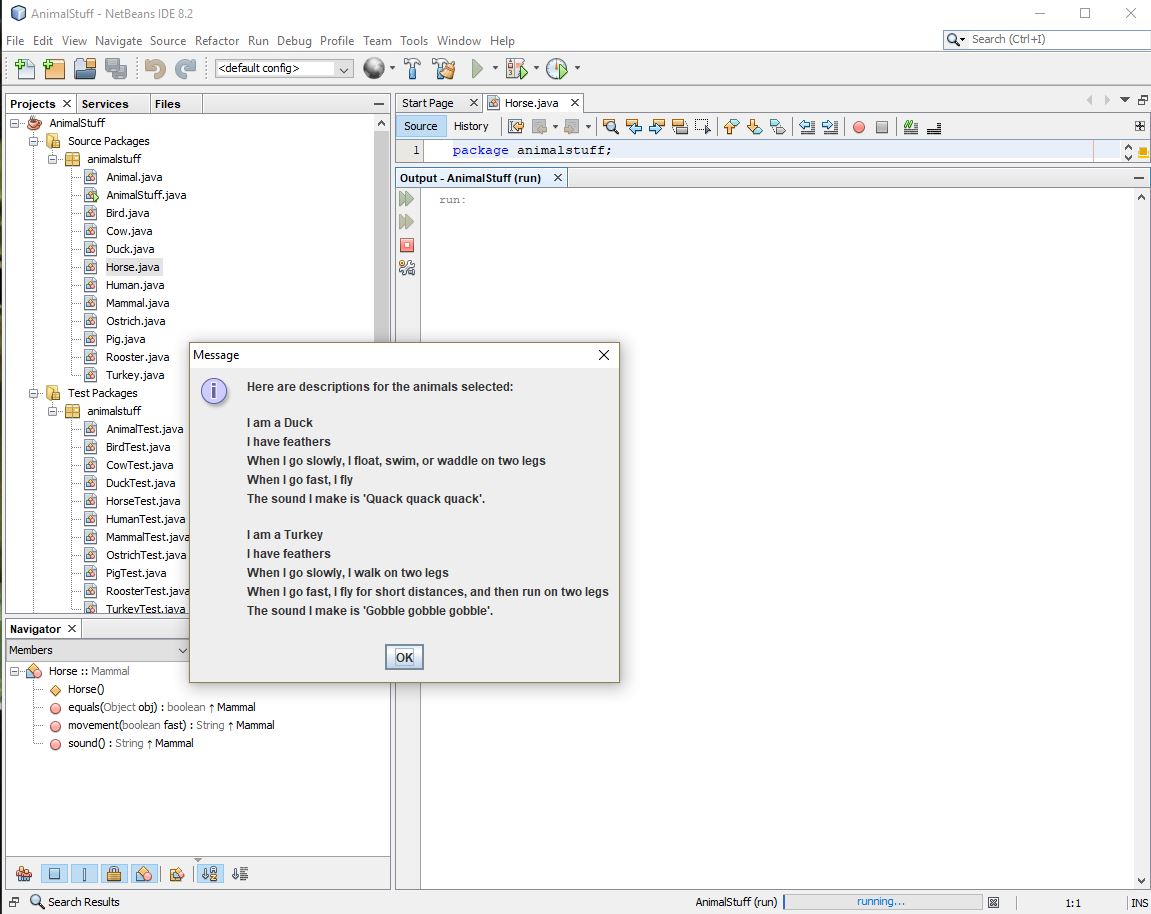 AnimalStuff - NetBeans IDE 8.2
File Edit View Navigate Source Refactor Run Debug Profile Team Tools Window Help
Search (Ctrl+I)
<default config>
Projects Services Files
AnimalStuff
Source Packages
animalstuff
Animal.java
AnimalStuff.java
Bird.java
Cow.java
Duck.java
Horse.java
Human.java
Mammal.java
Ostrich.java
Pig.java
Rooster.java
Turkey.java
Test Packages
animalstuff
AnimalTest.java
BirdTest.java
CowTest.java
DuckTest.java
HorseTest.java
HumanTest.java
MammalTest.java
OstrichTest.java
PigTest.java
RoosterTest.java
TurkeyTest.java
Navigator
Members
Horse :: Mammal
Horse()
equals(Object obj) : boolean ↑ Mammal
movement(boolean fast) : String ↑ Mammal
sound() : String ↑ Mammal
Start Page Horse.java
Source History
1 package animalstuff;
Output - AnimalStuff (run)
run:
Message
Here are descriptions for the animals selected:
I am a Duck
I have feathers
When I go slowly, I float, swim, or waddle on two legs
When I go fast, I fly
The sound I make is 'Quack quack quack'.
I am a Turkey
I have feathers
When I go slowly, I walk on two legs
When I go fast, I fly for short distances, and then run on two legs
The sound I make is 'Gobble gobble gobble'.
OK
Search Results
AnimalStuff (run) running... 1:1 INS